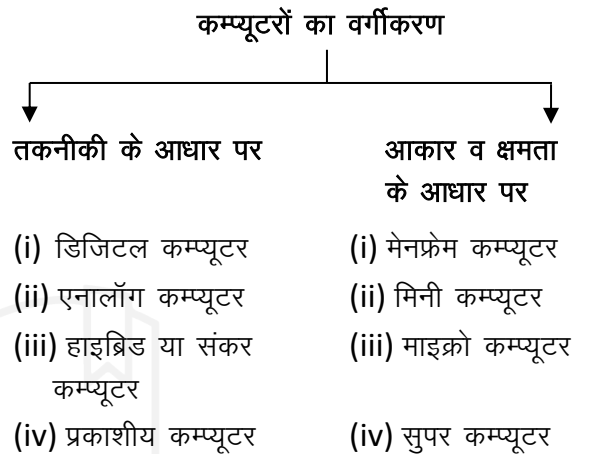 कम्प्यूटरों का वर्गीकरण
तकनीकी के आधार पर
(i) डिजिटल कम्प्यूटर
(ii) एनालॉग कम्प्यूटर
(iii) हाइब्रिड या संकर
कम्प्यूटर
(iv) प्रकाशीय कम्प्यूटर
आकार व क्षमता
के आधार पर
(i) मेनफ्रेम कम्प्यूटर
(ii) मिनी कम्प्यूटर
(iii) माइक्रो कम्प्यूटर
(iv) सुपर कम्प्यूटर